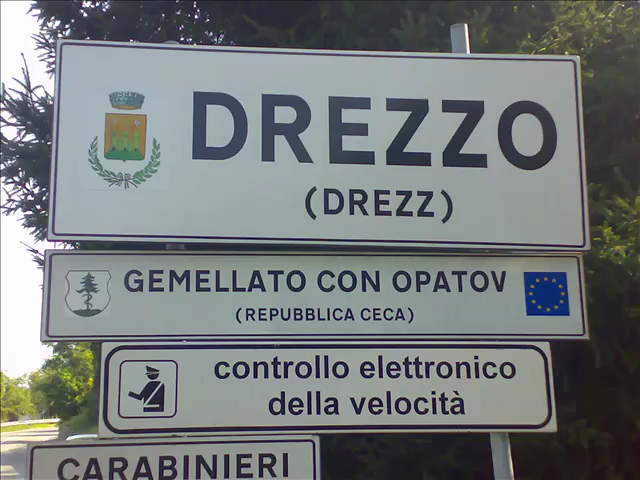 DREZZO
(DREZZ)
GEMELLATO CON OPATOV
(REPUBBLICA CECA)
controllo elettronico
della velocità
CARABINIERI